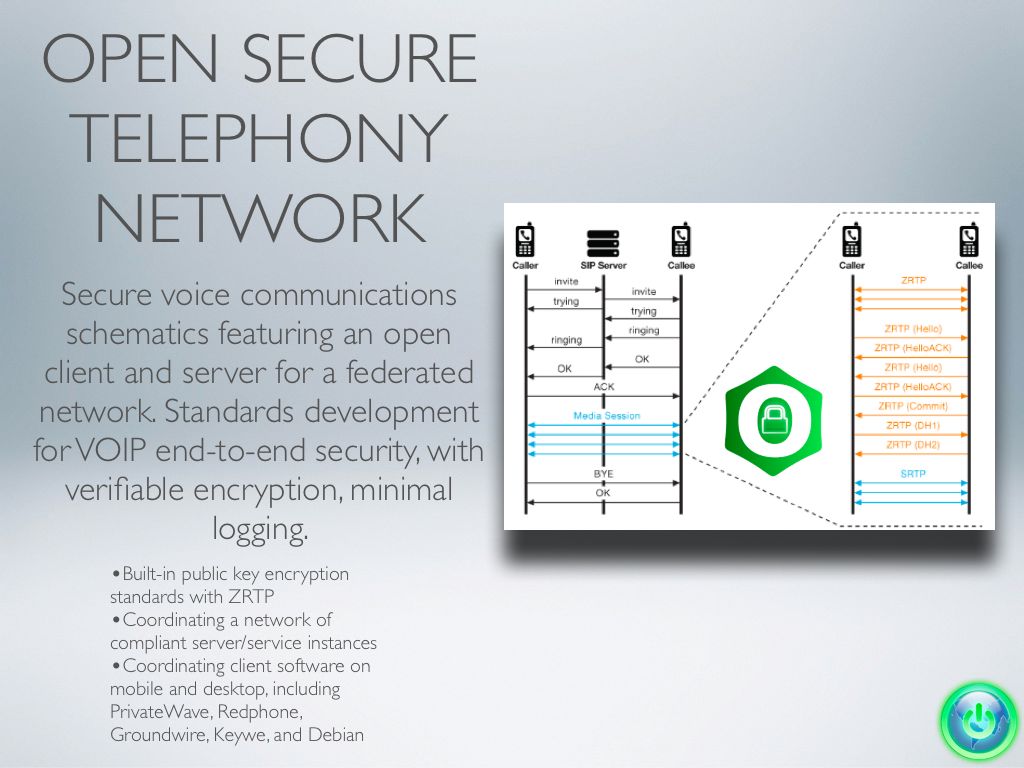 OPEN SECURE
TELEPHONY
NETWORK
Secure voice communications
schematics featuring an open
client and server for a federated
network. Standards development
for VOIP end-to-end security, with
verifiable encryption, minimal
logging.
•Built-in public key encryption
standards with ZRTP
•Coordinating a network of
compliant server/service instances
•Coordinating client software on
mobile and desktop, including
PrivateWave, Redphone,
Groundwire, Keywe, and Debian
Caller
SIP Server
Callee
invite
invite
trying
trying
ringing
ringing
OK
OK
ACK
Media Session
BYE
OK
Caller
Callee
ZRTP
ZRTP (Hello)
ZRTP (HelloACK)
ZRTP (Hello)
ZRTP (HelloACK)
ZRTP (Commit)
ZRTP (DH1)
ZRTP (DH2)
SRTP